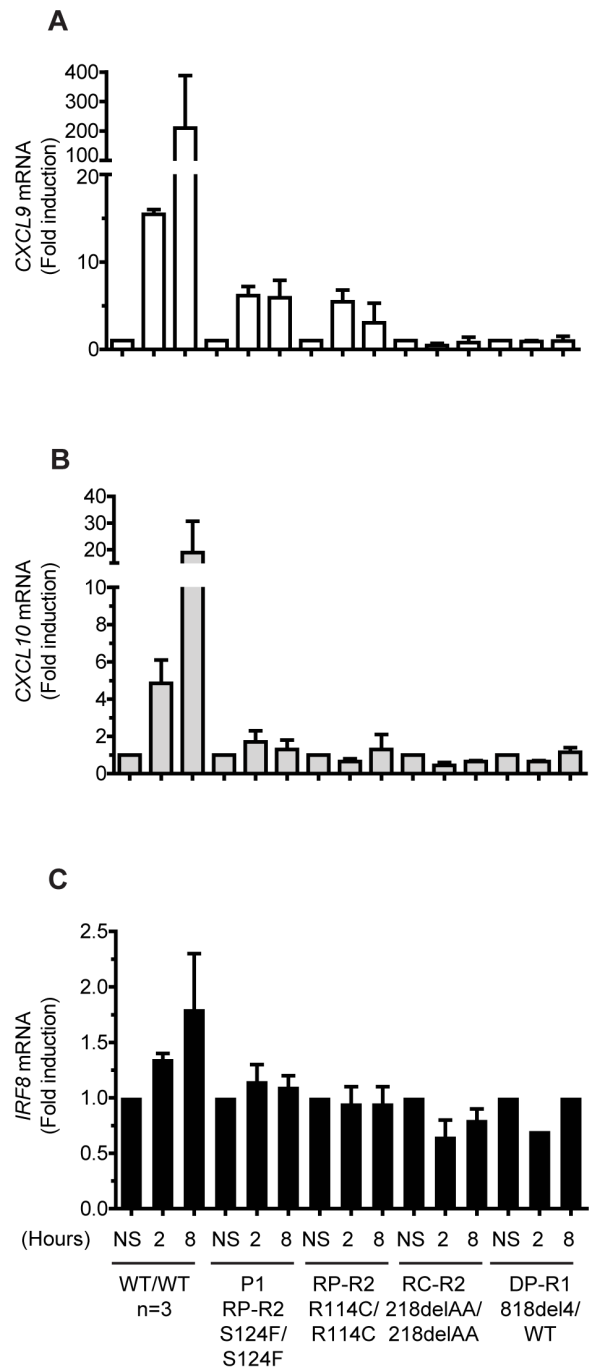 A
CXCL9 mRNA
(Fold induction)
400
300
200
100
20
10
0
B
CXCL10 mRNA
(Fold induction)
40
30
20
10
8
6
4
2
0
C
IRF8 mRNA
(Fold induction)
2.5
2.0
1.5
1.0
0.5
0.0
(Hours) NS 2 8 NS 2 8 NS 2 8 NS 2 8 NS 2 8
WT/WT P1 RP-R2 RC-R2 DP-R1
n=3 RP-R2 R114C/ 218delAA/ 818del4/
S124F/ R114C 218delAA WT
S124F